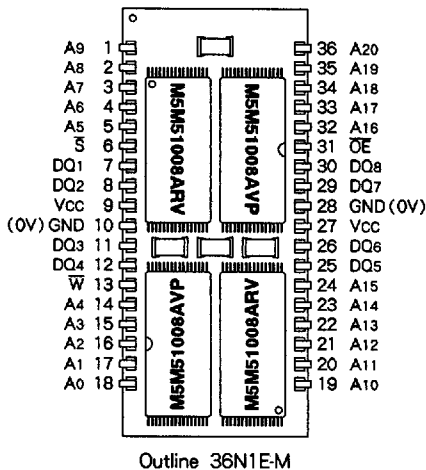 A9 1 36 A20
A8 2 35 A19
A7 3 34 A18
A6 4 33 A17
A5 5 32 A16
S̅ 6 31 O̅E̅
DQ1 7 30 DQ8
DQ2 8 29 DQ7
VCC 9 28 GND(0V)
(0V)GND 10 27 VCC
DQ3 11 26 DQ6
DQ4 12 25 DQ5
W̅ 13 24 A15
A4 14 23 A14
A3 15 22 A13
A2 16 21 A12
A1 17 20 A11
A0 18 19 A10
M5M51008ARV
M5M51008AVP
M5M51008AVP
M5M51008ARV
Outline 36N1E-M